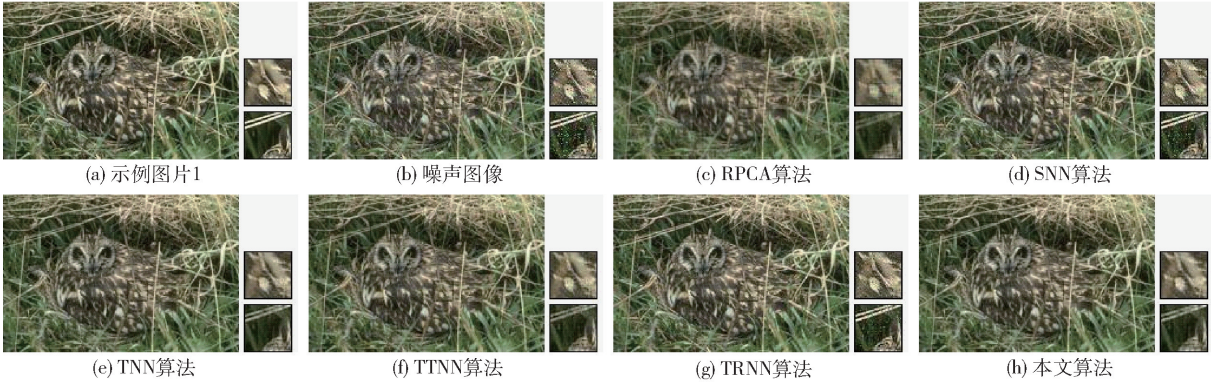 (a) 示例图片1
(b) 噪声图像
(c) RPCA算法
(d) SNN算法
(e) TNN算法
(f) TTNN算法
(g) TRNN算法
(h) 本文算法